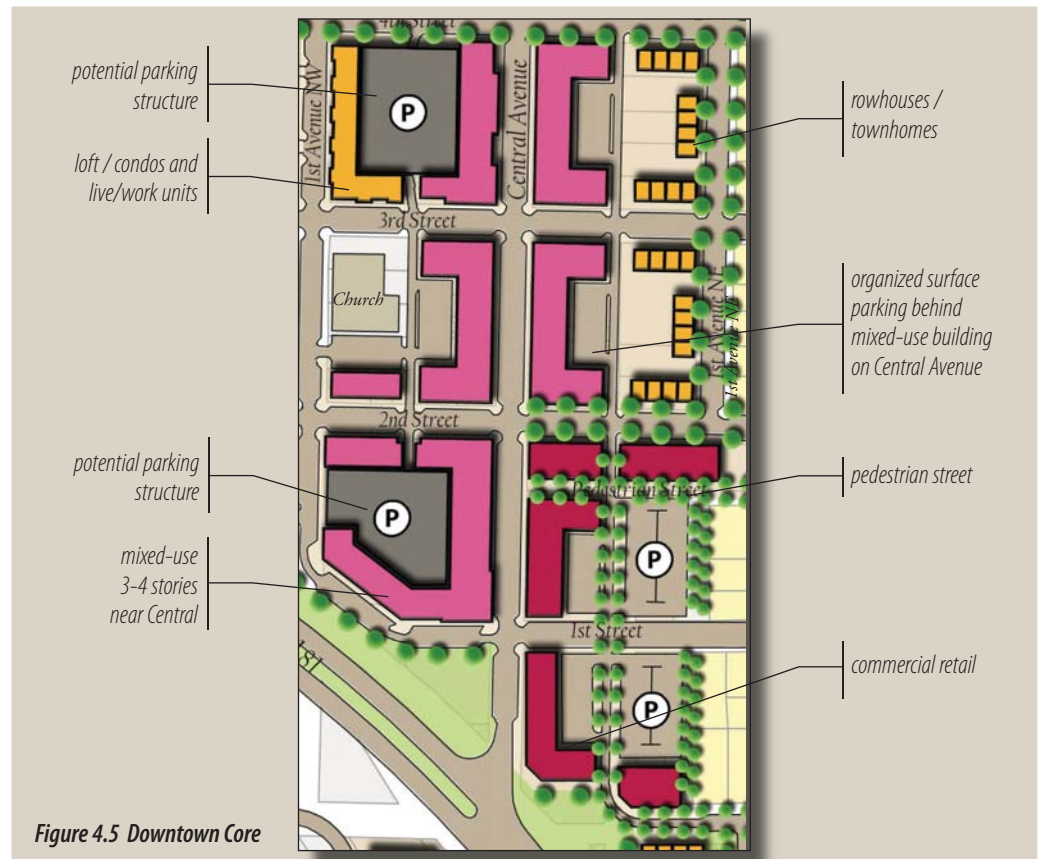 4th Street
potential parking
structure
P
1st Avenue NW
Central Avenue
rowhouses /
townhomes
loft / condos and
live/work units
3rd Street
Church
organized surface
parking behind
mixed-use building
on Central Avenue
1st Avenue NE
1st Avenue NE
2nd Street
potential parking
structure
P
pedestrian street
Pedestrian Street
P
mixed-use
3-4 stories
near Central
1st Street
181
commercial retail
P
Figure 4.5 Downtown Core